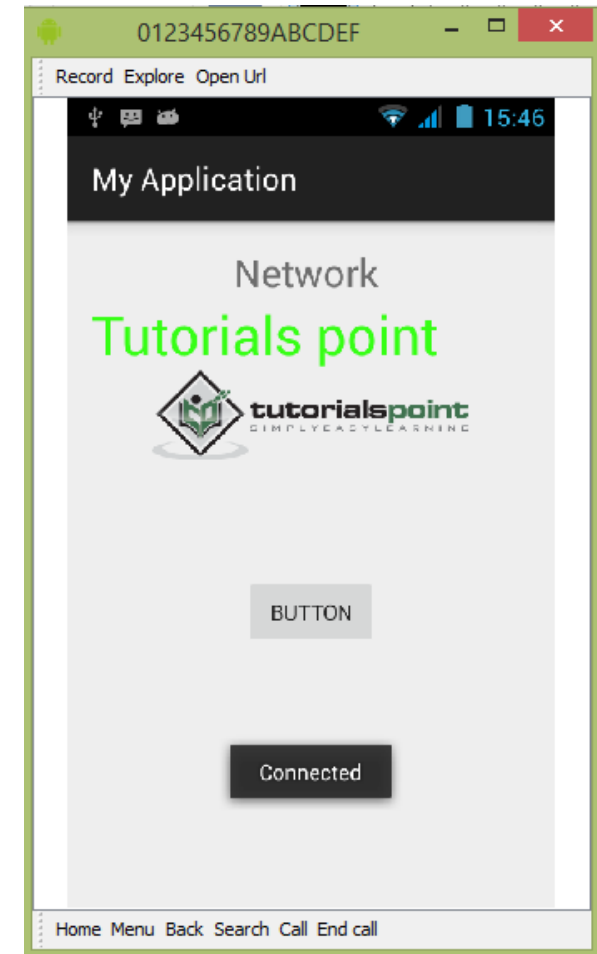 0123456789ABCDEF
Record Explore Open Url
15:46
My Application
Network
Tutorials point
tutorialspoint
SIMPLYEASYLEARNING
BUTTON
Connected
Home Menu Back Search Call End call